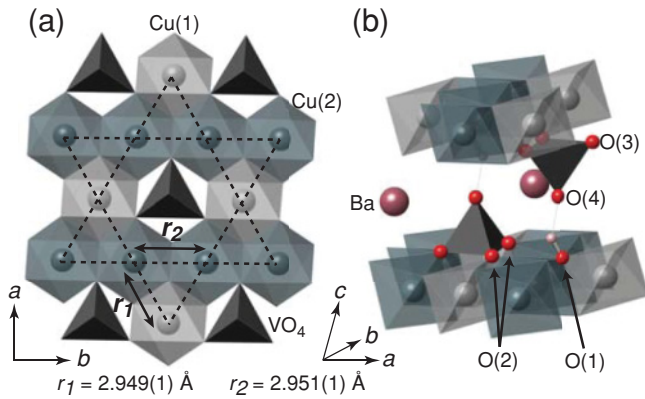 (a)
Cu(1)
Cu(2)
r2
r1
VO4
a
b
r1 = 2.949(1) Å
r2 = 2.951(1) Å
(b)
O(3)
Ba
O(4)
c
b
a
O(2)
O(1)